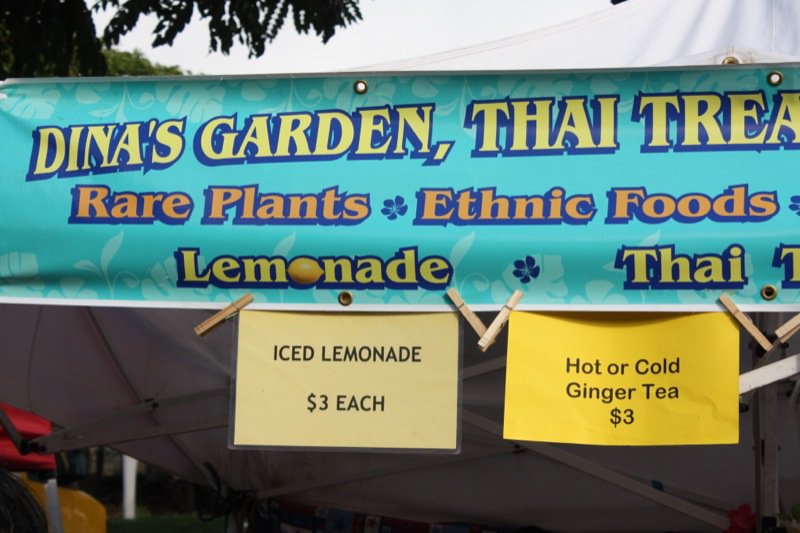 DINA'S GARDEN, THAI TREA
Rare Plants Ethnic Foods
Lemonade Thai T
ICED LEMONADE
$3 EACH
Hot or Cold
Ginger Tea
$3